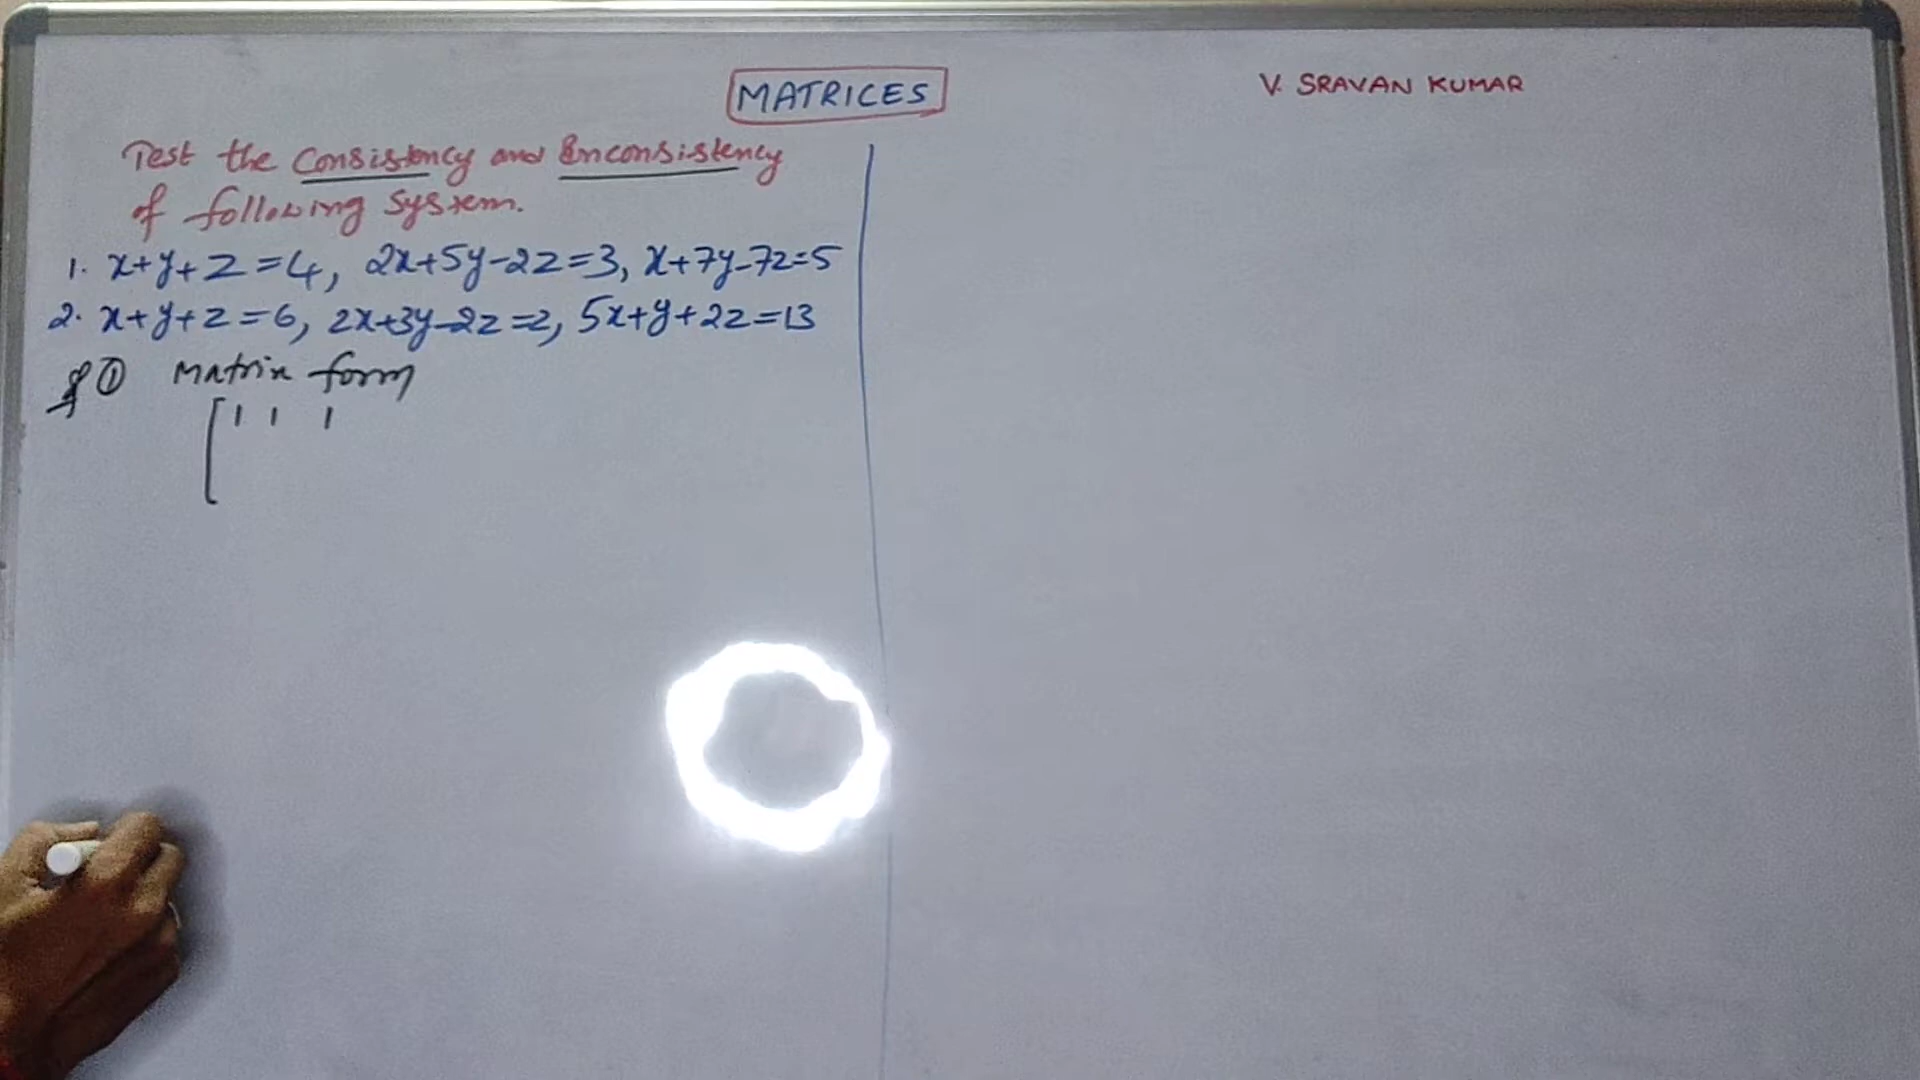 MATRICES
V. SRAVAN KUMAR
Test the Consistency and Inconsistency
of following System.
1. x+y+z=4, 2x+5y-2z=3, x+7y-7z=5
2. x+y+z=6, 2x+3y-2z=2, 5x+y+2z=13
① Matrix form
[1 1 1